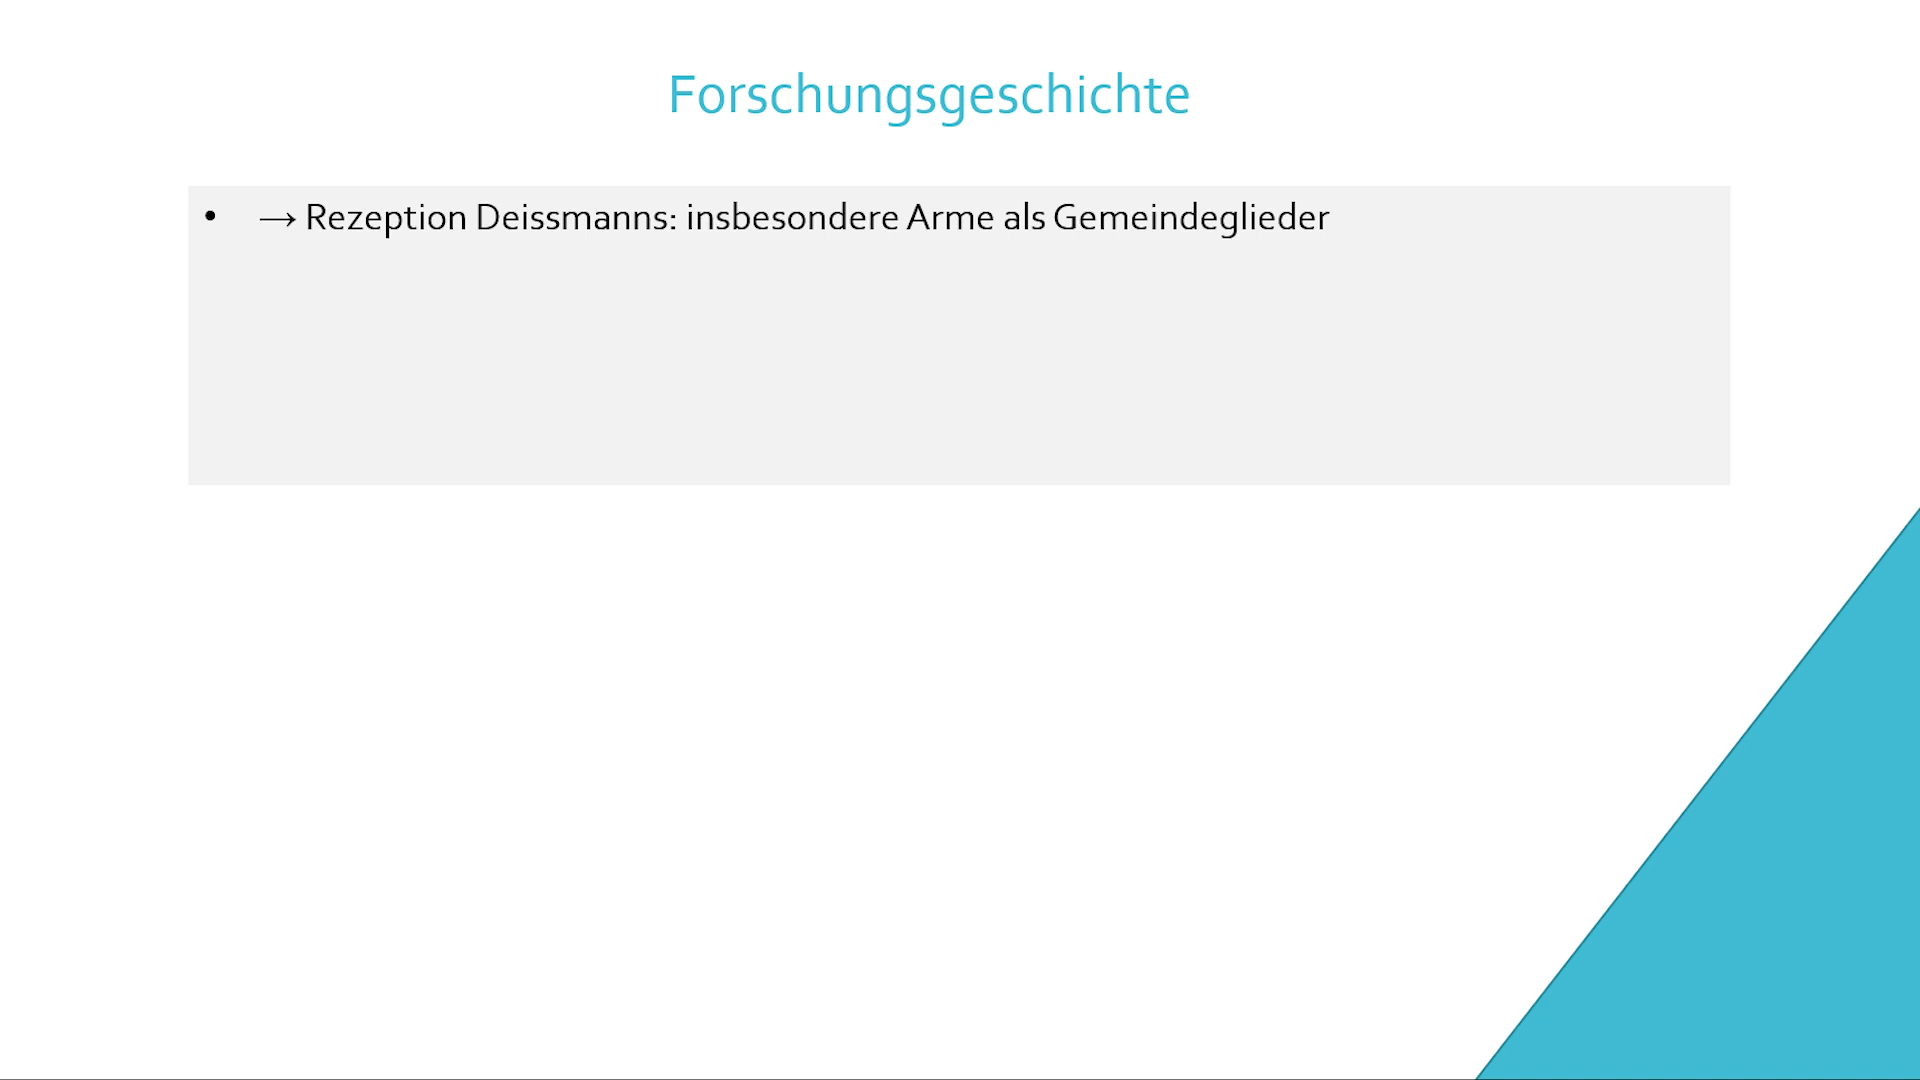 Forschungsgeschichte
• → Rezeption Deissmanns: insbesondere Arme als Gemeindeglieder